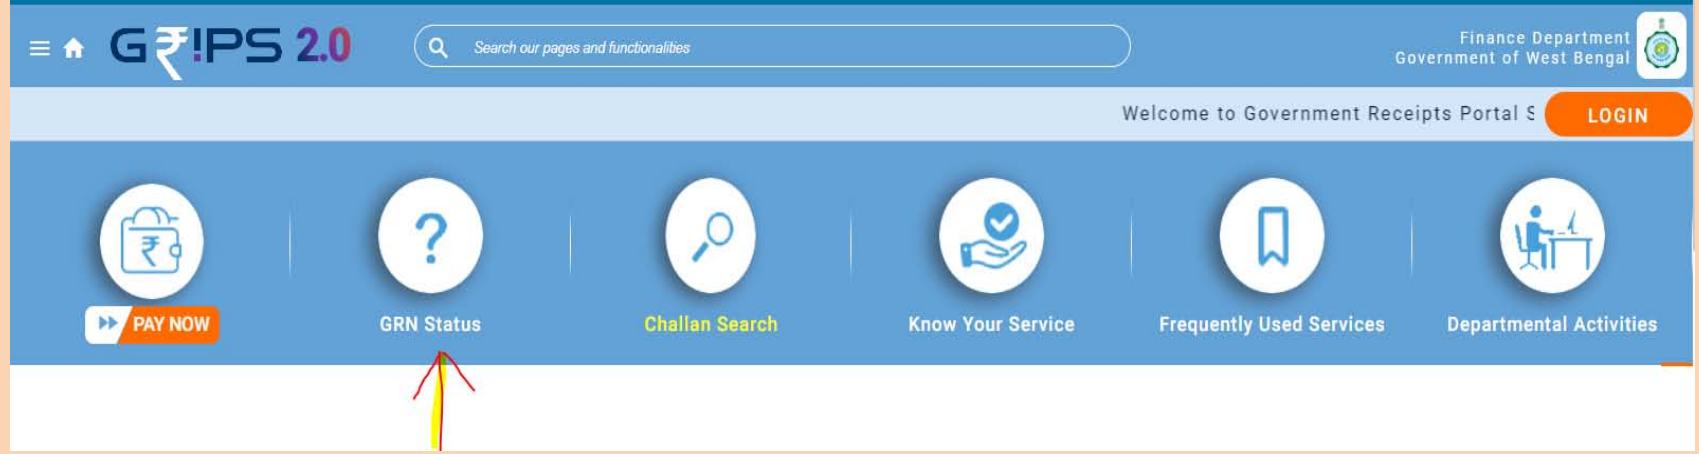 G₹!PS 2.0
Search our pages and functionalities
Finance Department
Government of West Bengal
Welcome to Government Receipts Portal S
LOGIN
PAY NOW
GRN Status
Challan Search
Know Your Service
Frequently Used Services
Departmental Activities